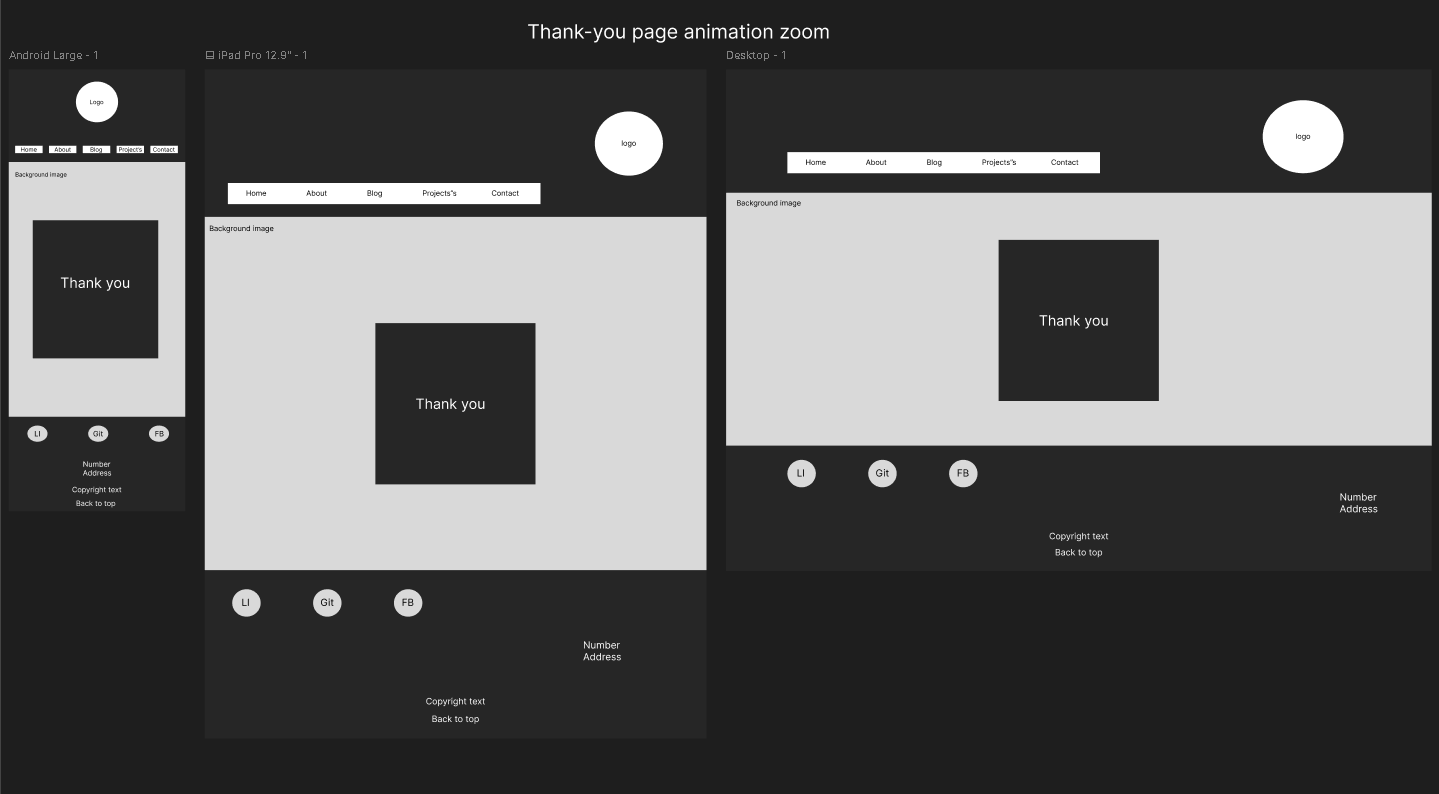 Thank-you page animation zoom
Android Large - 1
Logo
Home About Blog Project's Contact
Background image
Thank you
LI Git FB
Number
Address
Copyright text
Back to top
iPad Pro 12.9" - 1
logo
Home About Blog Projects"s Contact
Background image
Thank you
LI Git FB
Number
Address
Copyright text
Back to top
Desktop - 1
logo
Home About Blog Projects"s Contact
Background image
Thank you
LI Git FB
Number
Address
Copyright text
Back to top